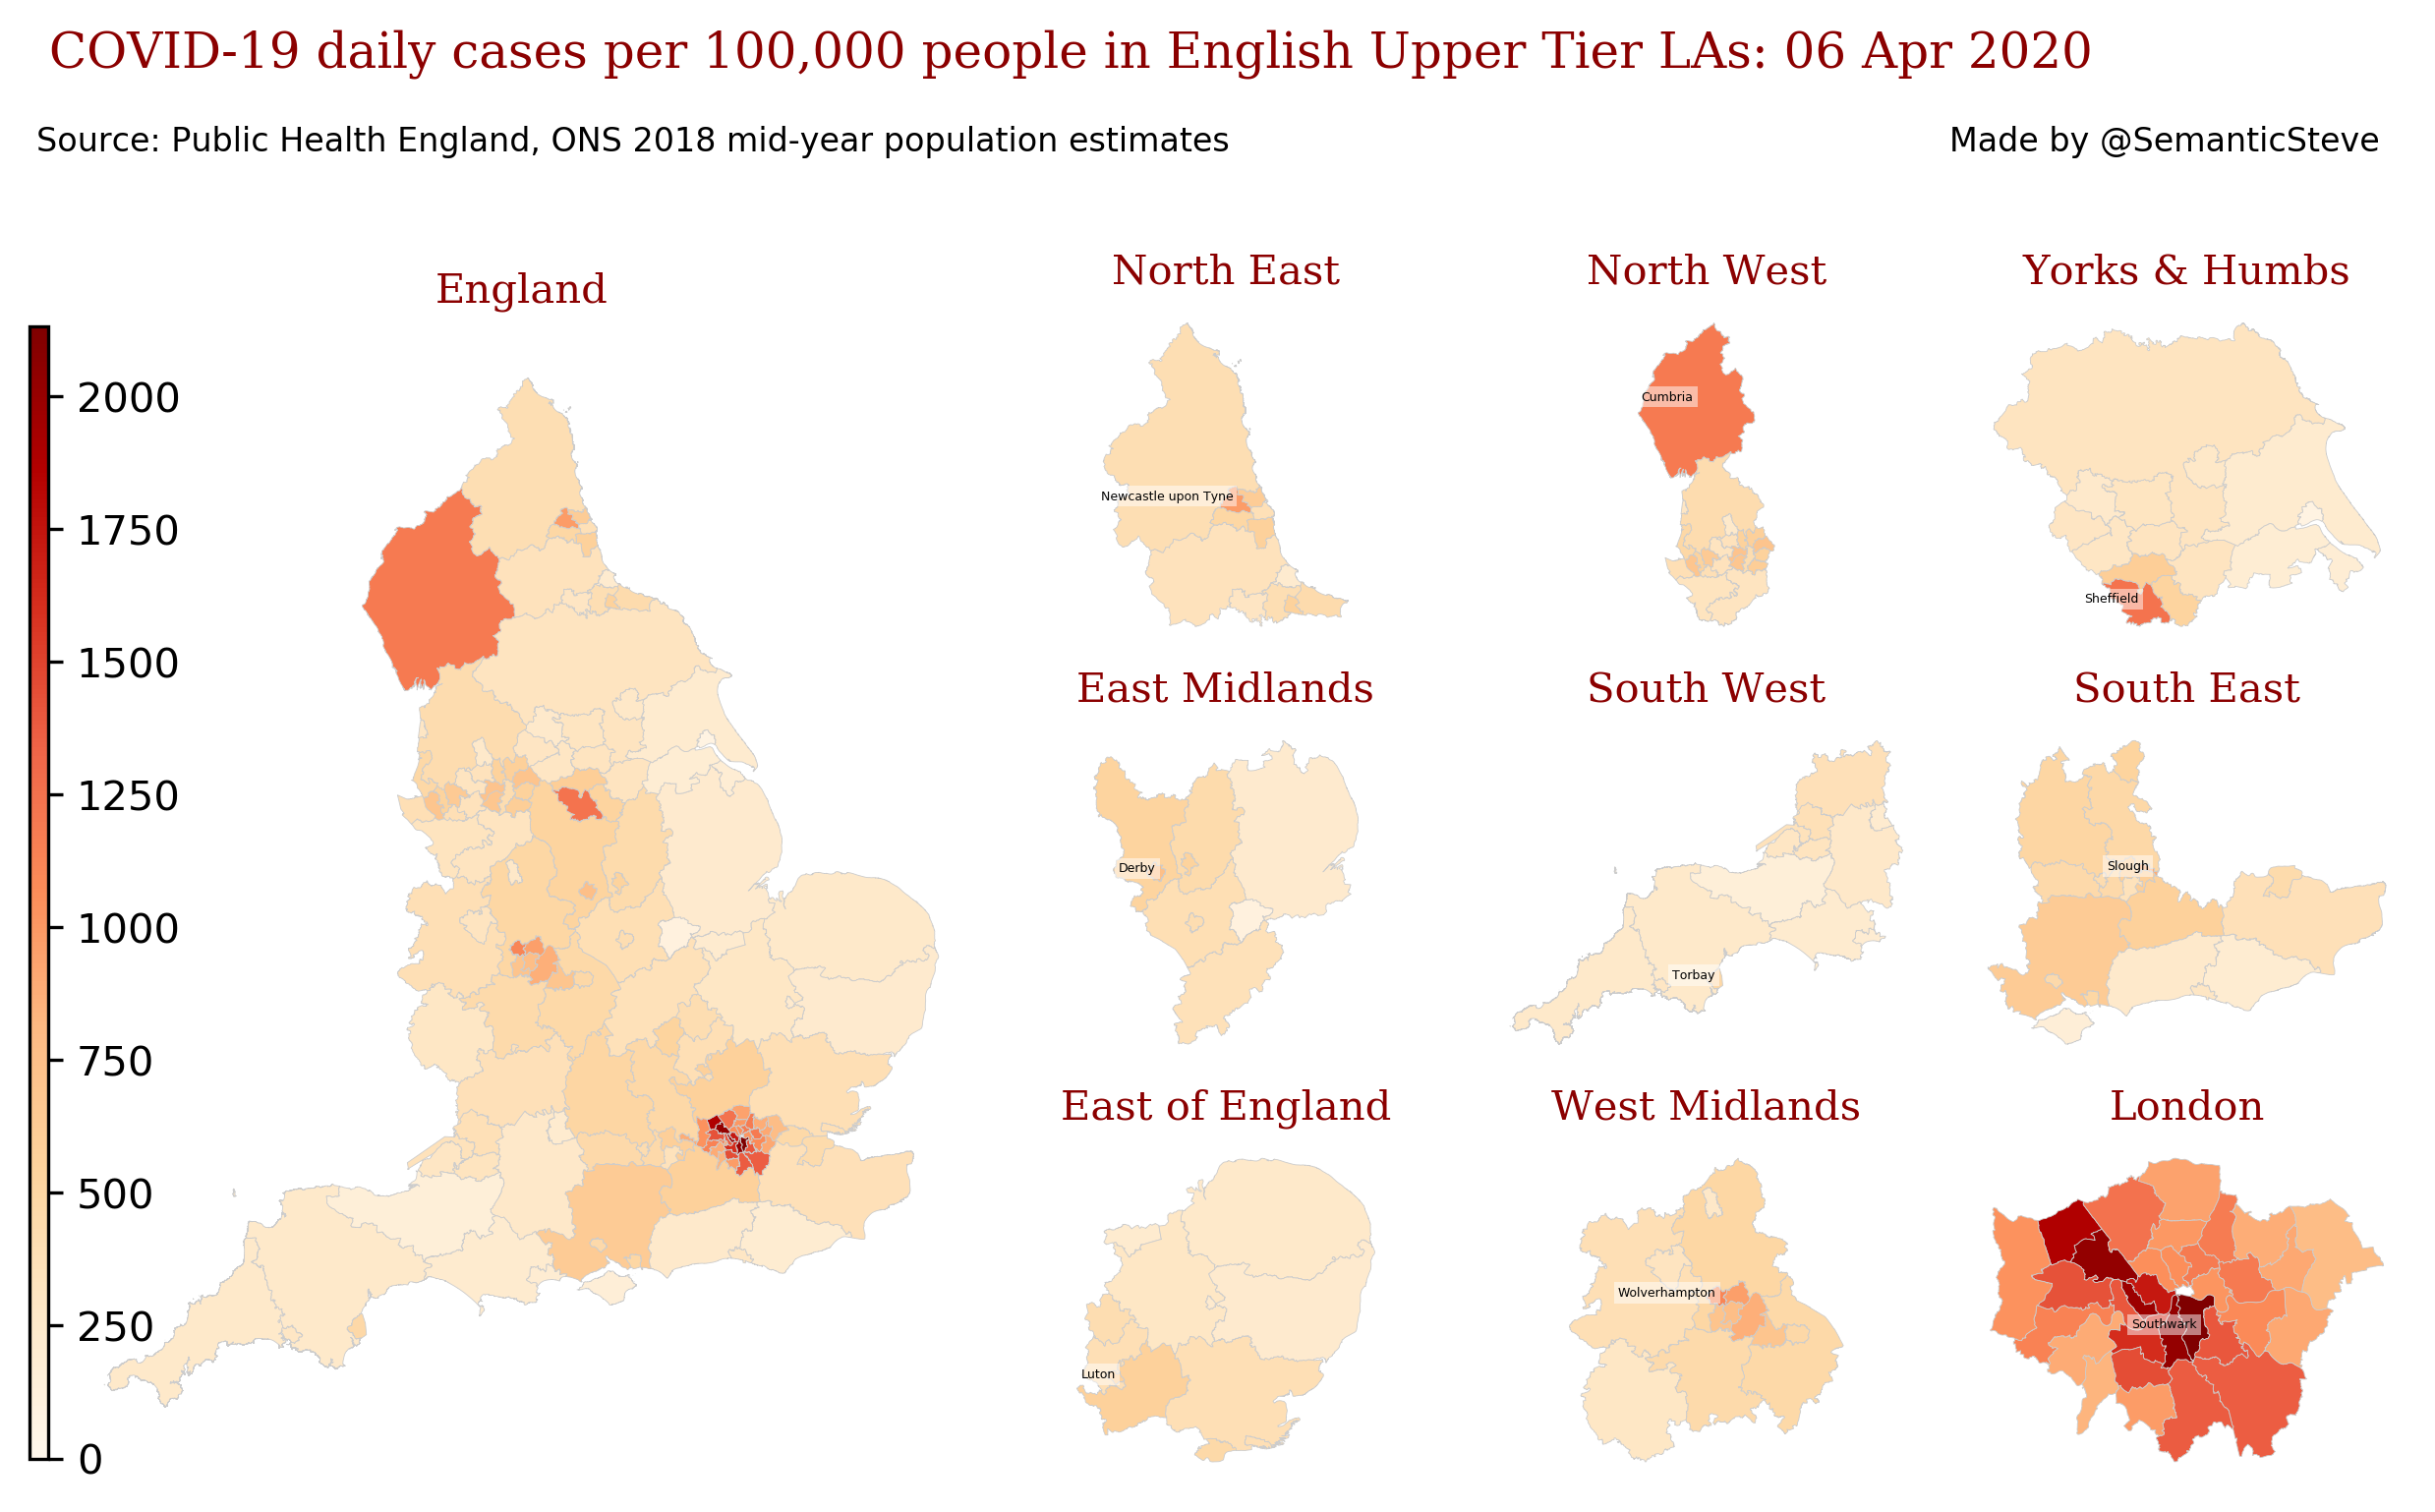 COVID-19 daily cases per 100,000 people in English Upper Tier LAs: 06 Apr 2020
Source: Public Health England, ONS 2018 mid-year population estimates
Made by @SemanticSteve
England
2000
1750
1500
1250
1000
750
500
250
0
North East
Newcastle upon Tyne
North West
Cumbria
Yorks & Humbs
Sheffield
East Midlands
Derby
South West
Torbay
South East
Slough
East of England
Luton
West Midlands
Wolverhampton
London
Southwark